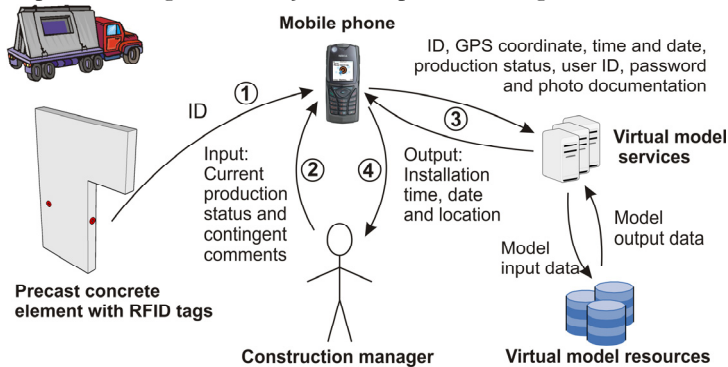 Mobile phone
ID, GPS coordinate, time and date,
production status, user ID, password
and photo documentation
ID
1
3
Virtual model
services
Input:
Current
production
status and
contingent
comments
2
4
Output:
Installation
time, date
and location
Model
output data
Model
input data
Precast concrete
element with RFID tags
Construction manager
Virtual model resources